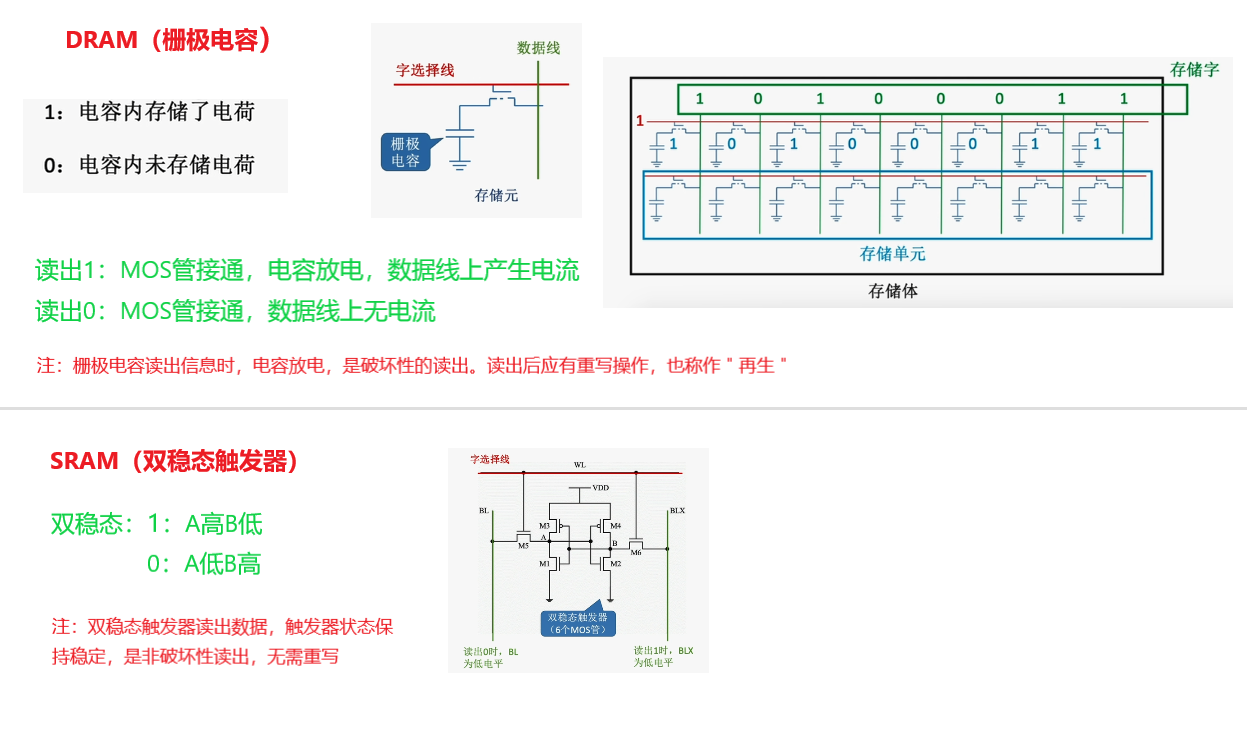 DRAM（栅极电容）
1：电容内存储了电荷
0：电容内未存储电荷
数据线
字选择线
栅极
电容
存储元
存储字
1 0 1 0 0 0 1 1
1
1 0 1 0 0 0 1 1
存储单元
存储体
读出1：MOS管接通，电容放电，数据线上产生电流
读出0：MOS管接通，数据线上无电流
注：栅极电容读出信息时，电容放电，是破坏性的读出。读出后应有重写操作，也称作＂再生＂
SRAM（双稳态触发器）
双稳态：1：A高B低
0：A低B高
注：双稳态触发器读出数据，触发器状态保
持稳定，是非破坏性读出，无需重写
字选择线
WL
VDD
BL
BLX
M3
M4
A
B
M5
M6
M1
M2
双稳态触发器
（6个MOS管）
读出0时，BL
为低电平
读出1时，BLX
为低电平